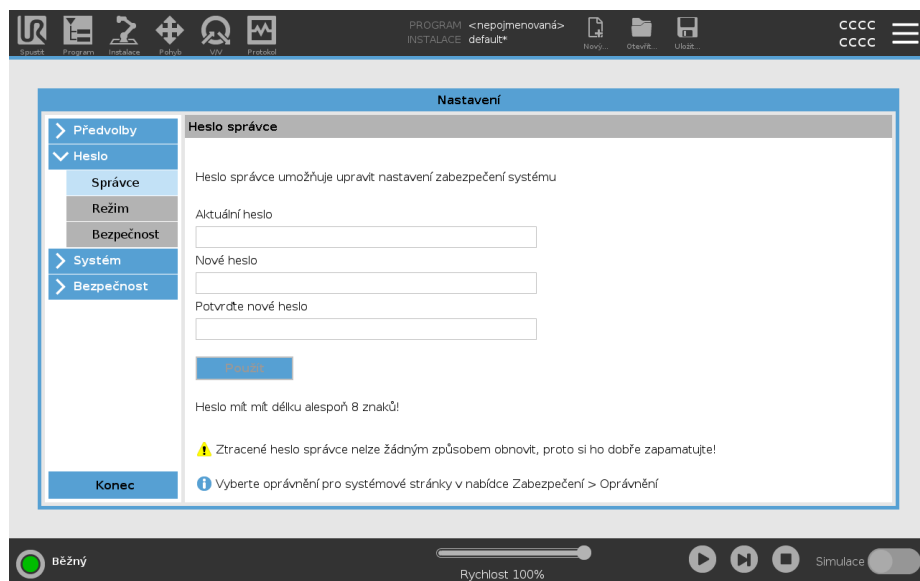 PROGRAM <nepojmenovaná>
INSTALACE default*
CCCC
CCCC
Spustit Program Instalace Pohyb V/V Protokol Nový... Otevřít... Uložit...
Nastavení
Předvolby
Heslo
Správce
Režim
Bezpečnost
Systém
Bezpečnost
Konec
Heslo správce
Heslo správce umožňuje upravit nastavení zabezpečení systému
Aktuální heslo
Nové heslo
Potvrďte nové heslo
Použít
Heslo mít mít délku alespoň 8 znaků!
Ztracené heslo správce nelze žádným způsobem obnovit, proto si ho dobře zapamatujte!
Vyberte oprávnění pro systémové stránky v nabídce Zabezpečení > Oprávnění
Běžný
Rychlost 100%
Simulace